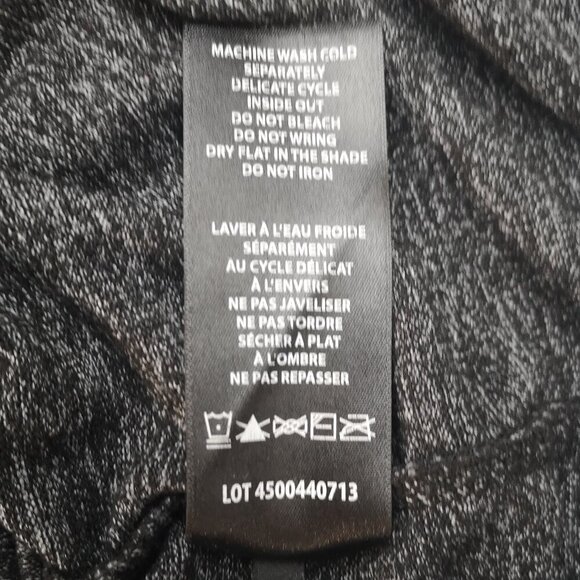 MACHINE WASH COLD
SEPARATELY
DELICATE CYCLE
INSIDE OUT
DO NOT BLEACH
DO NOT WRING
DRY FLAT IN THE SHADE
DO NOT IRON
LAVER À L'EAU FROIDE
SÉPARÉMENT
AU CYCLE DÉLICAT
À L'ENVERS
NE PAS JAVELISER
NE PAS TORDRE
SÉCHER À PLAT
À L'OMBRE
NE PAS REPASSER
LOT 4500440713